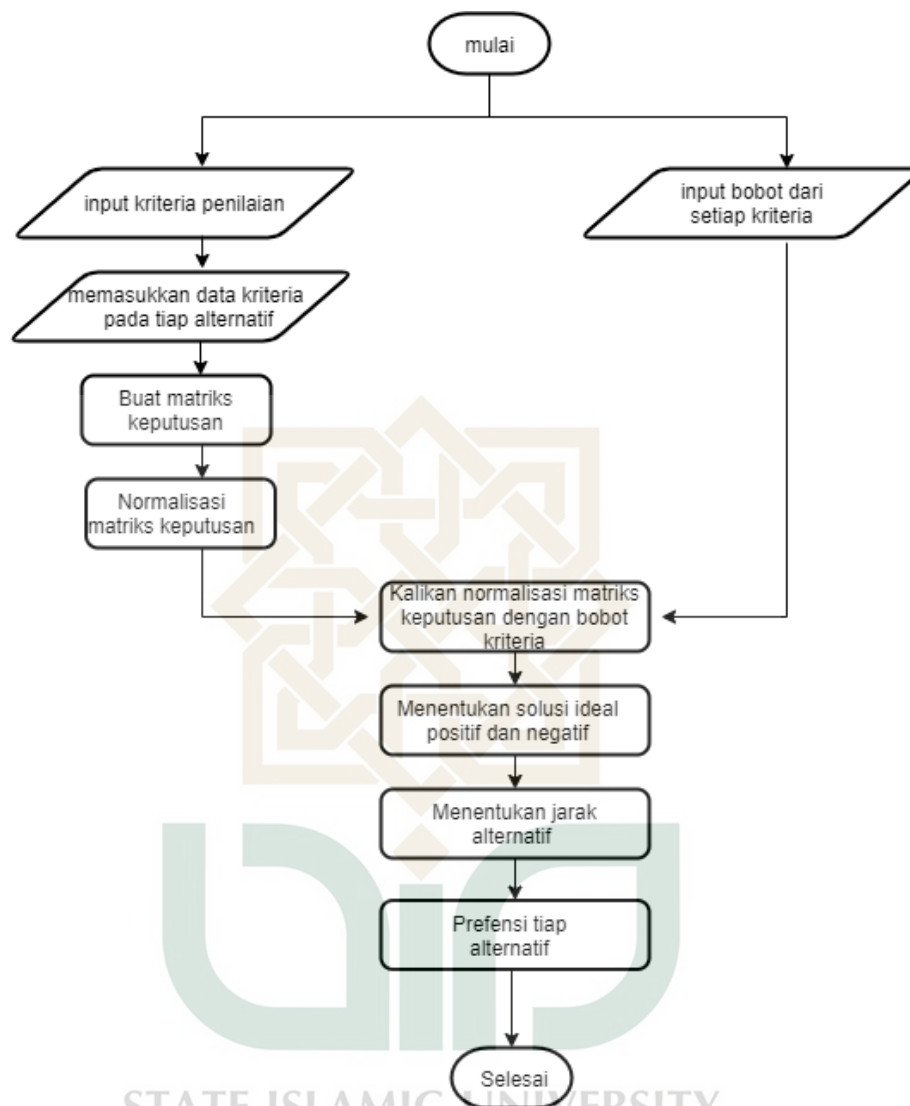 mulai
input kriteria penilaian
input bobot dari
setiap kriteria
memasukkan data kriteria
pada tiap alternatif
Buat matriks
keputusan
Normalisasi
matriks keputusan
Kalikan normalisasi matriks
keputusan dengan bobot
kriteria
Menentukan solusi ideal
positif dan negatif
Menentukan jarak
alternatif
Prefensi tiap
alternatif
Selesai
STATE ISLAMIC UNIVERSITY